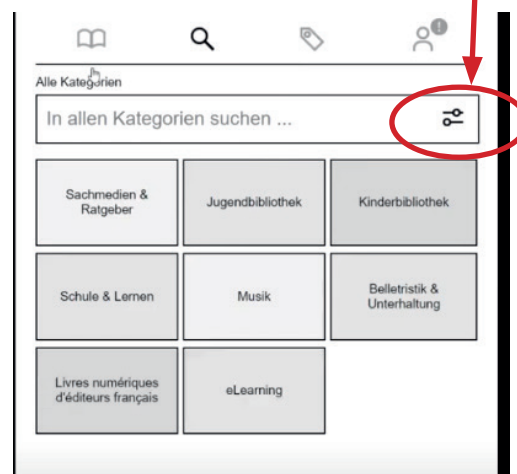 Alle Kategorien
In allen Kategorien suchen ...
Sachmedien &
Ratgeber
Jugendbibliothek
Kinderbibliothek
Schule & Lernen
Musik
Belletristik &
Unterhaltung
Livres numériques
d'éditeurs français
eLearning